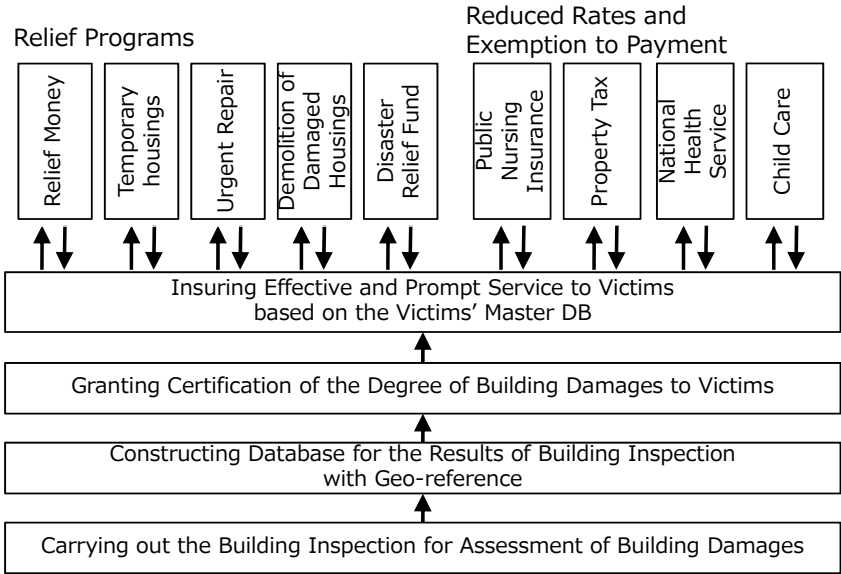 Relief Programs
Reduced Rates and
Exemption to Payment
Relief Money
Temporary
housings
Urgent Repair
Demolition of
Damaged
Housings
Disaster
Relief Fund
Public
Nursing
Insurance
Property Tax
National
Health
Service
Child Care
Insuring Effective and Prompt Service to Victims
based on the Victims’ Master DB
Granting Certification of the Degree of Building Damages to Victims
Constructing Database for the Results of Building Inspection
with Geo-reference
Carrying out the Building Inspection for Assessment of Building Damages